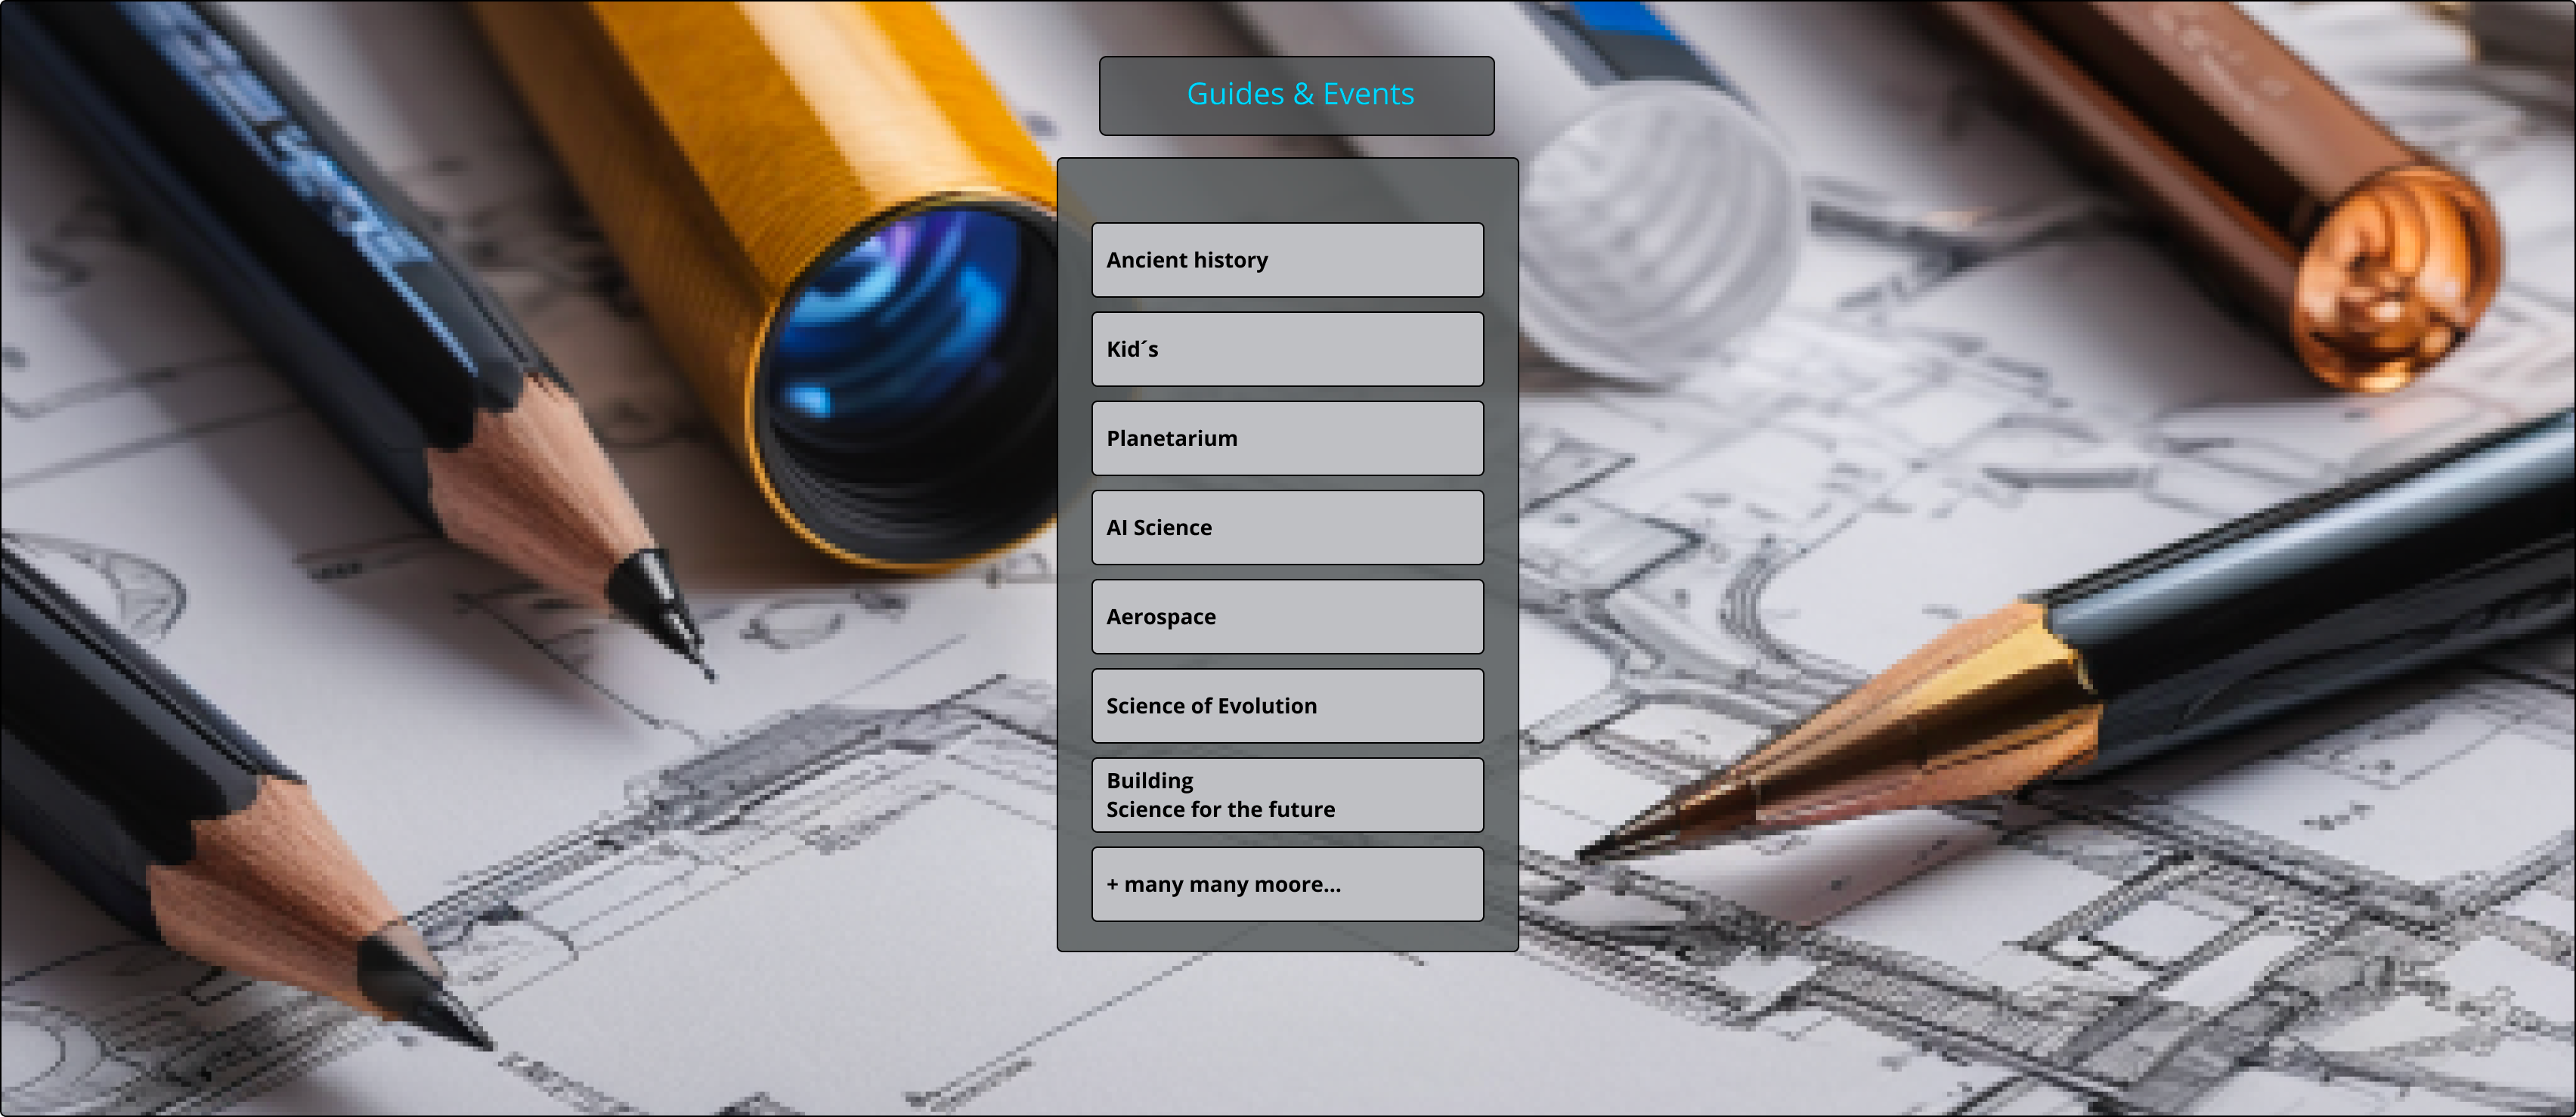 Guides & Events
Ancient history
Kid´s
Planetarium
AI Science
Aerospace
Science of Evolution
Building
Science for the future
+ many many moore...